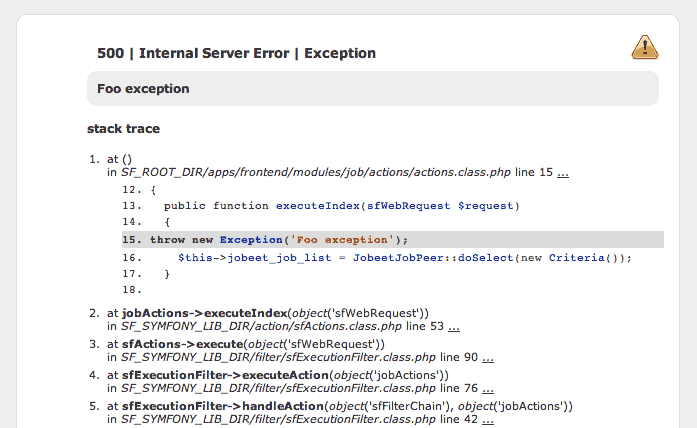 500 | Internal Server Error | Exception
Foo exception
stack trace
1. at ()
in SF_ROOT_DIR/apps/frontend/modules/job/actions/actions.class.php line 15 ...
12. {
13.   public function executeIndex(sfWebRequest $request)
14.   {
15. throw new Exception('Foo exception');
16.     $this->jobeet_job_list = JobeetJobPeer::doSelect(new Criteria());
17.   }
18.
2. at jobActions->executeIndex(object('sfWebRequest'))
in SF_SYMFONY_LIB_DIR/action/sfActions.class.php line 53 ...
3. at sfActions->execute(object('sfWebRequest'))
in SF_SYMFONY_LIB_DIR/filter/sfExecutionFilter.class.php line 90 ...
4. at sfExecutionFilter->executeAction(object('jobActions'))
in SF_SYMFONY_LIB_DIR/filter/sfExecutionFilter.class.php line 76 ...
5. at sfExecutionFilter->handleAction(object('sfFilterChain'), object('jobActions'))
in SF_SYMFONY_LIB_DIR/filter/sfExecutionFilter.class.php line 42 ...